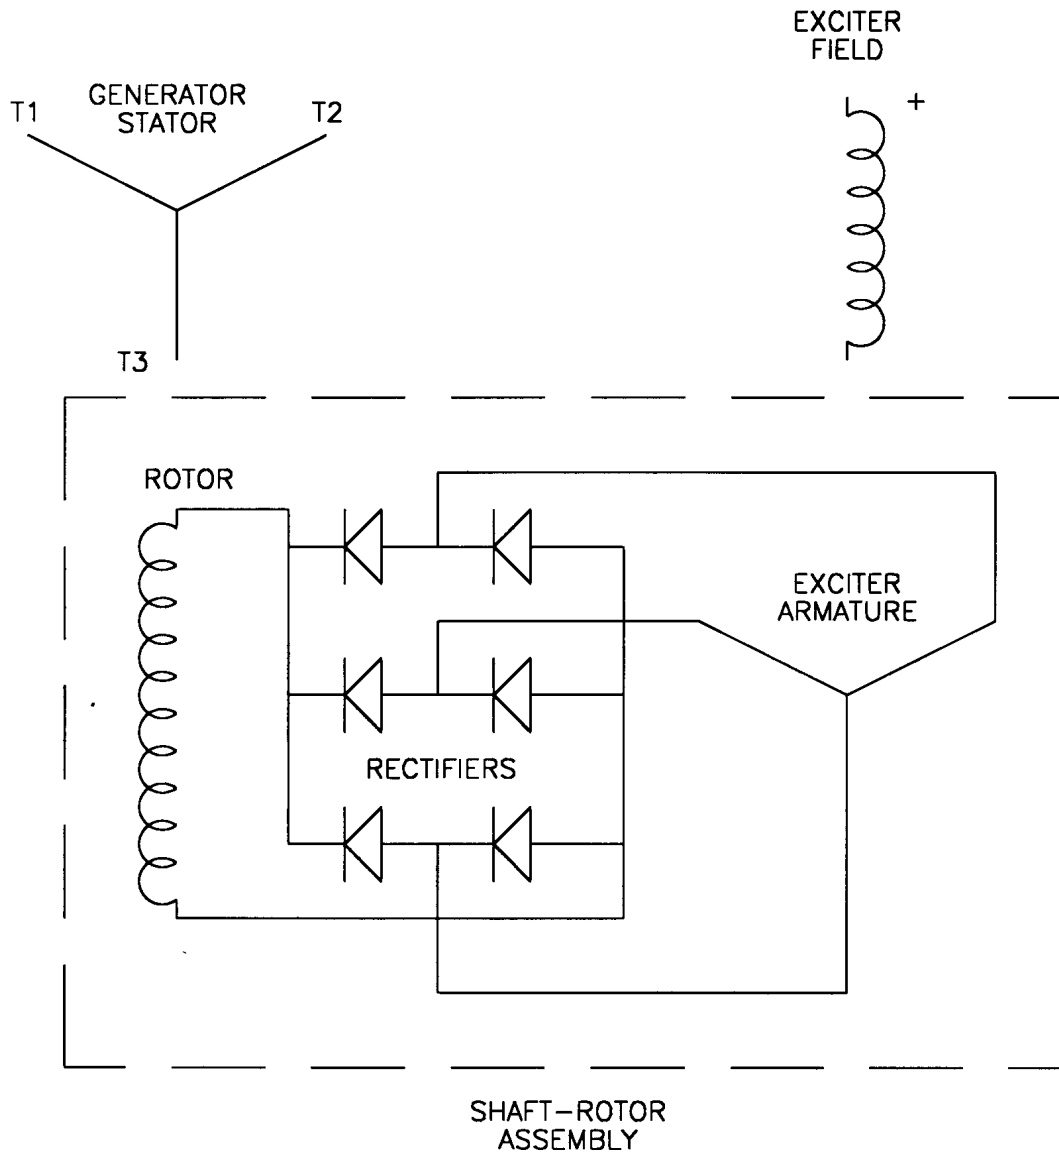 EXCITER
FIELD
+
GENERATOR
STATOR
T1
T2
T3
ROTOR
EXCITER
ARMATURE
RECTIFIERS
SHAFT-ROTOR
ASSEMBLY